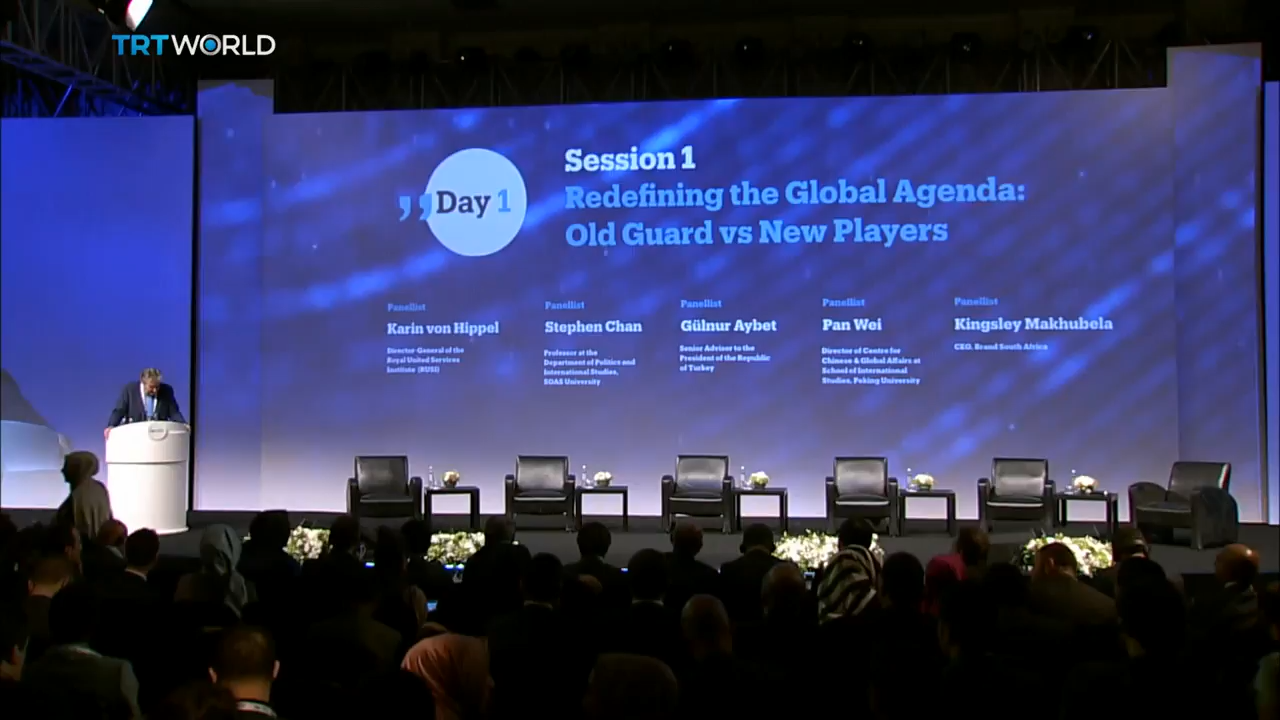 TRT WORLD
Day 1
Session 1
Redefining the Global Agenda:
Old Guard vs New Players
Panellist
Karin von Hippel
Director-General of the
Royal United Services
Institute (RUSI)
Panellist
Stephen Chan
Professor at the
Department of Politics and
International Studies,
SOAS University
Panellist
Gülnur Aybet
Senior Advisor to the
President of the Republic
of Turkey
Panellist
Pan Wei
Director of Centre for
Chinese & Global Affairs at
School of International
Studies, Peking University
Panellist
Kingsley Makhubela
CEO, Brand South Africa